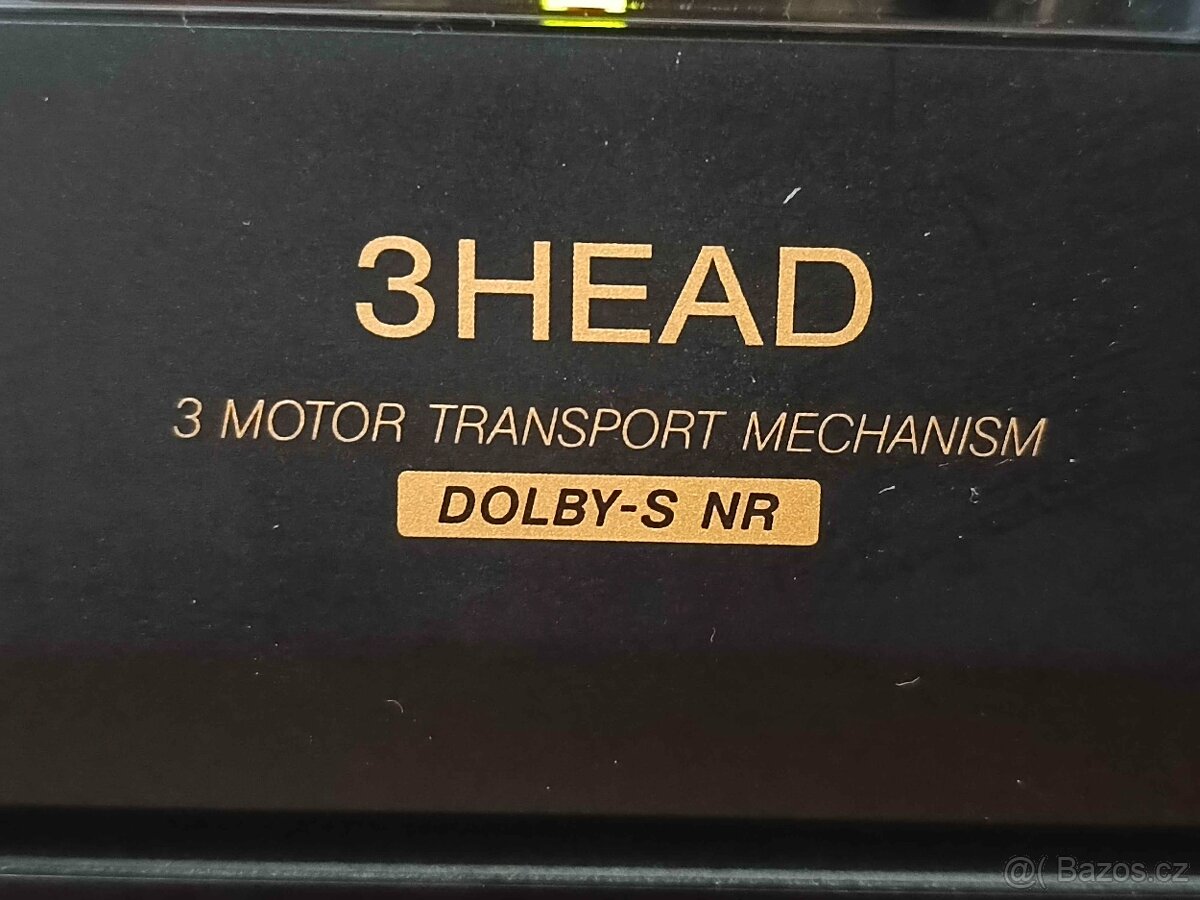 3HEAD
3 MOTOR TRANSPORT MECHANISM
DOLBY-S NR
@( Bazos.cz